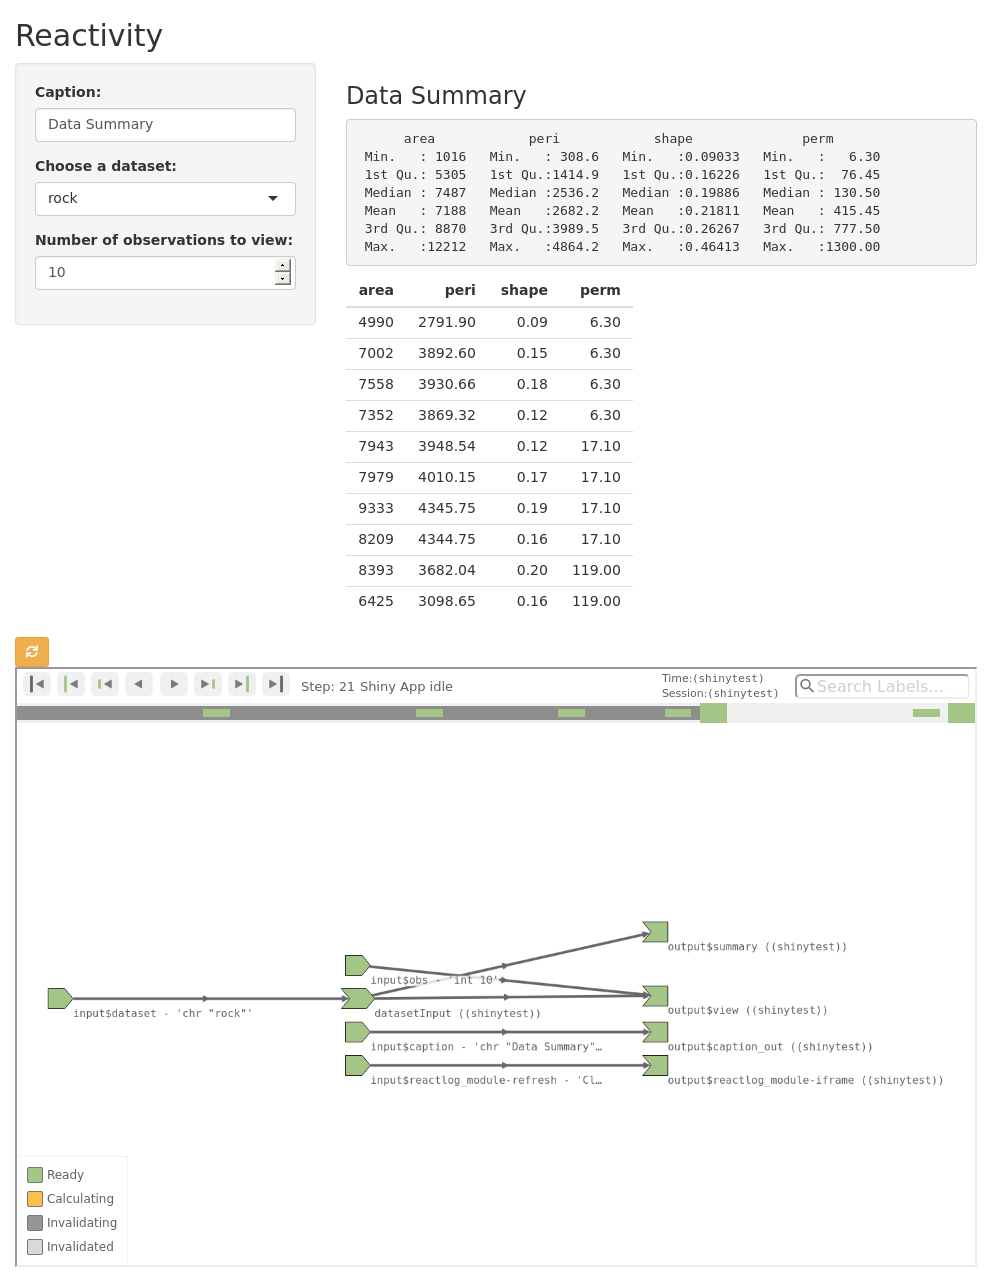 Reactivity
Caption:
Data Summary
Choose a dataset:
rock
Number of observations to view:
10
Data Summary
area peri shape perm
Min. : 1016 Min. : 308.6 Min. :0.09033 Min. : 6.30
1st Qu.: 5305 1st Qu.:1414.9 1st Qu.:0.16226 1st Qu.: 76.45
Median : 7487 Median :2536.2 Median :0.19886 Median : 130.50
Mean : 7188 Mean :2682.2 Mean :0.21811 Mean : 415.45
3rd Qu.: 8870 3rd Qu.:3989.5 3rd Qu.:0.26267 3rd Qu.: 777.50
Max. :12212 Max. :4864.2 Max. :0.46413 Max. :1300.00
area peri shape perm
4990 2791.90 0.09 6.30
7002 3892.60 0.15 6.30
7558 3930.66 0.18 6.30
7352 3869.32 0.12 6.30
7943 3948.54 0.12 17.10
7979 4010.15 0.17 17.10
9333 4345.75 0.19 17.10
8209 4344.75 0.16 17.10
8393 3682.04 0.20 119.00
6425 3098.65 0.16 119.00
Step: 21 Shiny App idle
Time:(shinytest)
Session:(shinytest)
Search Labels...
output$summary ((shinytest))
input$obs - 'int 10'
input$dataset - 'chr "rock"'
datasetInput ((shinytest))
output$view ((shinytest))
input$caption - 'chr "Data Summary"…
output$caption_out ((shinytest))
input$reactlog_module-refresh - 'Cl…
output$reactlog_module-iframe ((shinytest))
Ready
Calculating
Invalidating
Invalidated